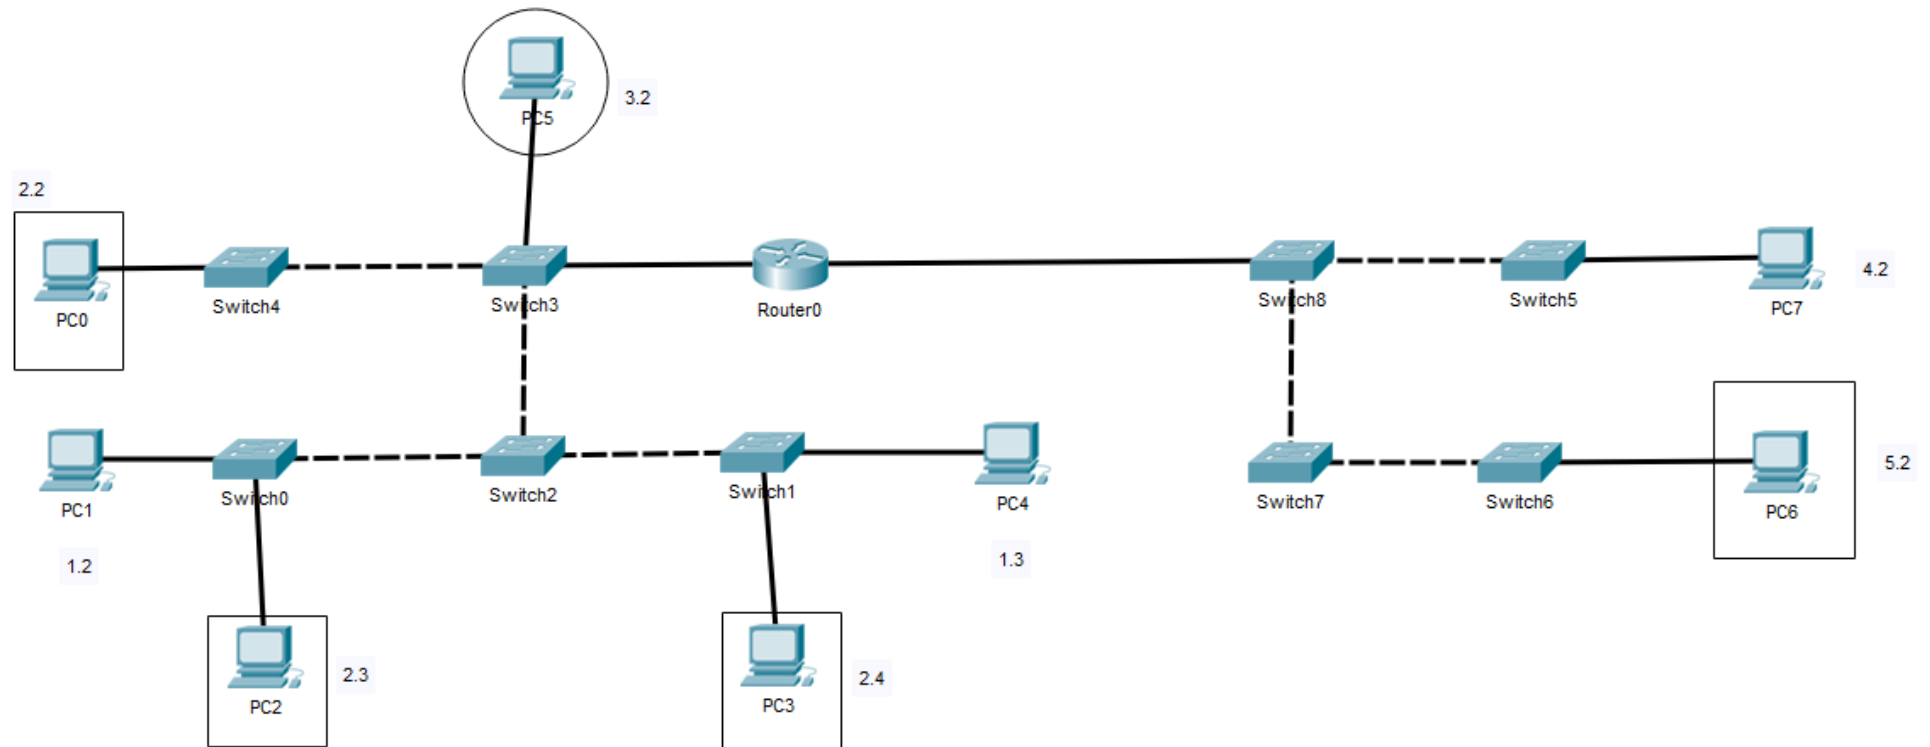 PC5
3.2
2.2
PC0
Switch4
Switch3
Router0
Switch8
Switch5
PC7
4.2
PC1
Switch0
Switch2
Switch1
PC4
Switch7
Switch6
PC6
5.2
1.2
1.3
PC2
2.3
PC3
2.4